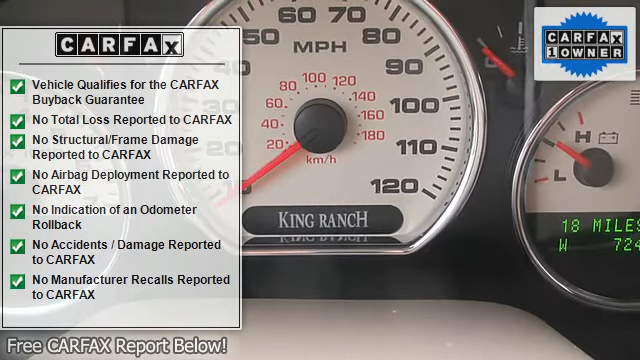 CARFAX
Vehicle Qualifies for the CARFAX
Buyback Guarantee
No Total Loss Reported to CARFAX
No Structural/Frame Damage
Reported to CARFAX
No Airbag Deployment Reported to
CARFAX
No Indication of an Odometer
Rollback
No Accidents / Damage Reported
to CARFAX
No Manufacturer Recalls Reported
to CARFAX
Free CARFAX Report Below!
60 70
50 80
MPH
90
100
110
120
20 60 80 100 120 140 160 180
km/h
KING RANCH
CARFAX
1 OWNER
H
L
18 MILES
W 724